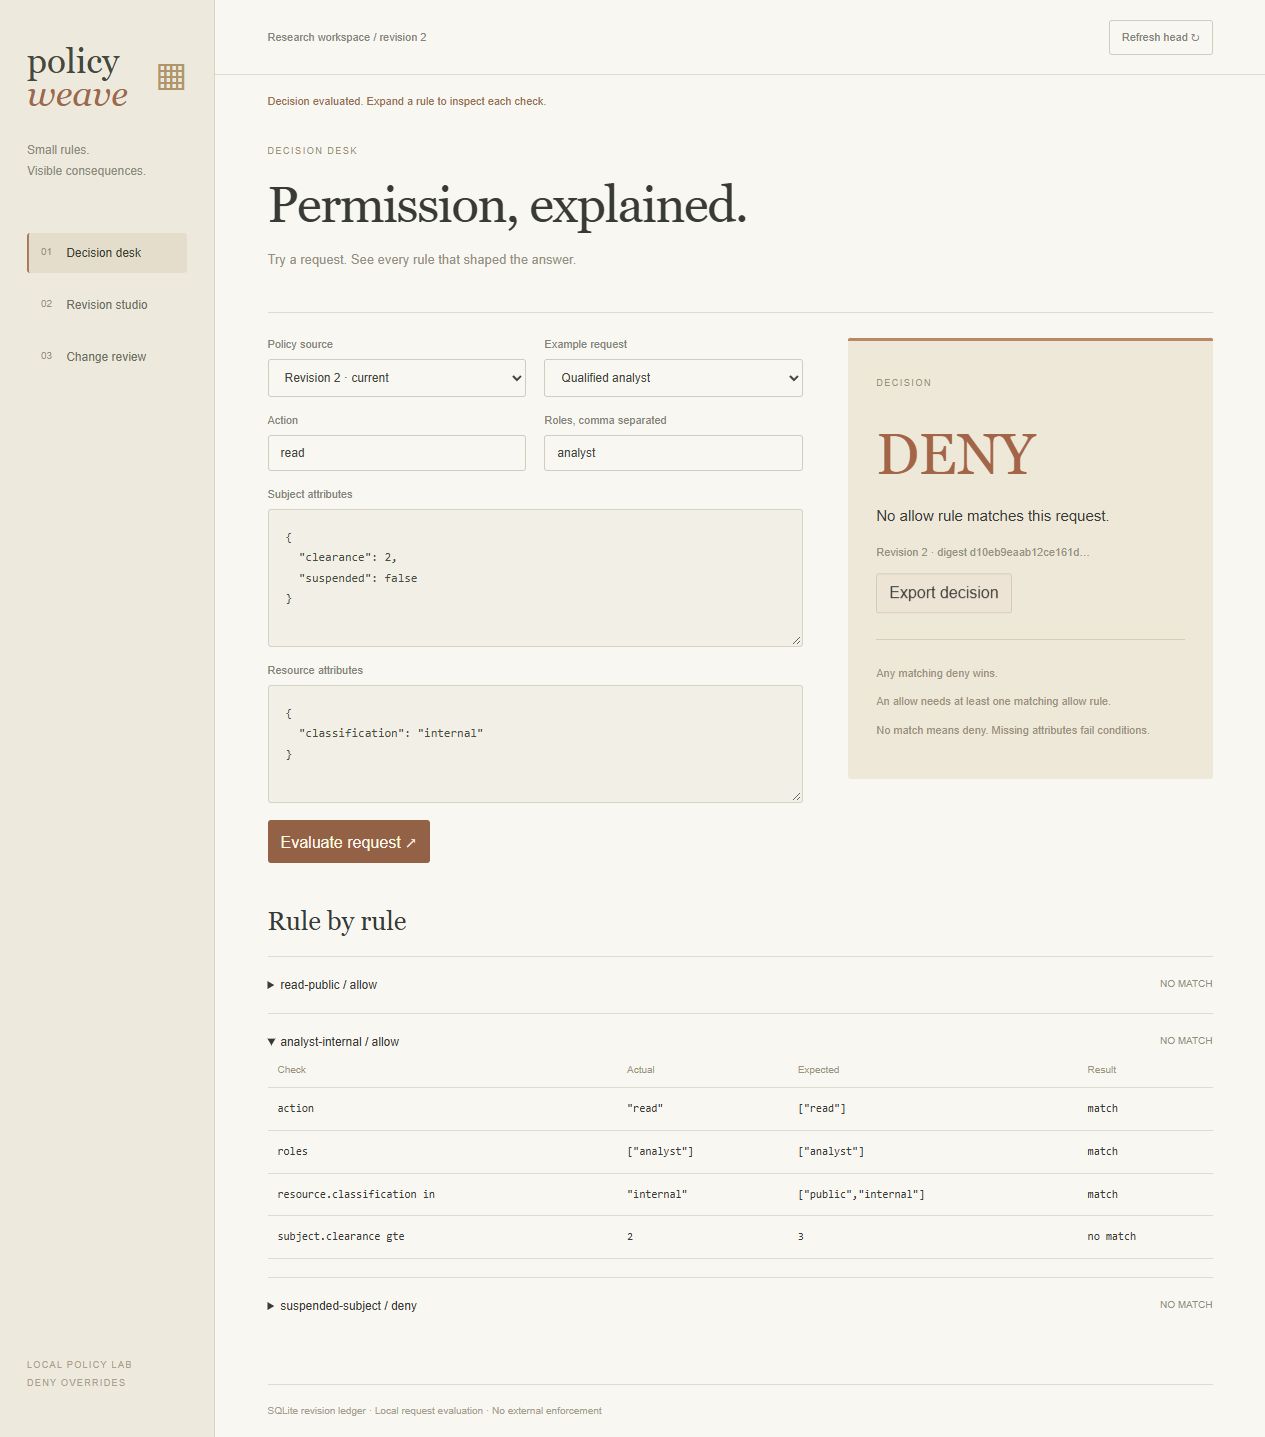 policy
weave
Small rules.
Visible consequences.
01 Decision desk
02 Revision studio
03 Change review
LOCAL POLICY LAB
DENY OVERRIDES
Research workspace / revision 2
Refresh head ↻
Decision evaluated. Expand a rule to inspect each check.
DECISION DESK
Permission, explained.
Try a request. See every rule that shaped the answer.
Policy source Example request
Revision 2 · current Qualified analyst
Action Roles, comma separated
read analyst
Subject attributes
{
"clearance": 2,
"suspended": false
}
Resource attributes
{
"classification": "internal"
}
Evaluate request ↗
DECISION
DENY
No allow rule matches this request.
Revision 2 · digest d10eb9eaab12ce161d…
Export decision
Any matching deny wins.
An allow needs at least one matching allow rule.
No match means deny. Missing attributes fail conditions.
Rule by rule
▶ read-public / allow NO MATCH
▼ analyst-internal / allow NO MATCH
Check Actual Expected Result
action "read" ["read"] match
roles ["analyst"] ["analyst"] match
resource.classification in "internal" ["public","internal"] match
subject.clearance gte 2 3 no match
▶ suspended-subject / deny NO MATCH
SQLite revision ledger · Local request evaluation · No external enforcement